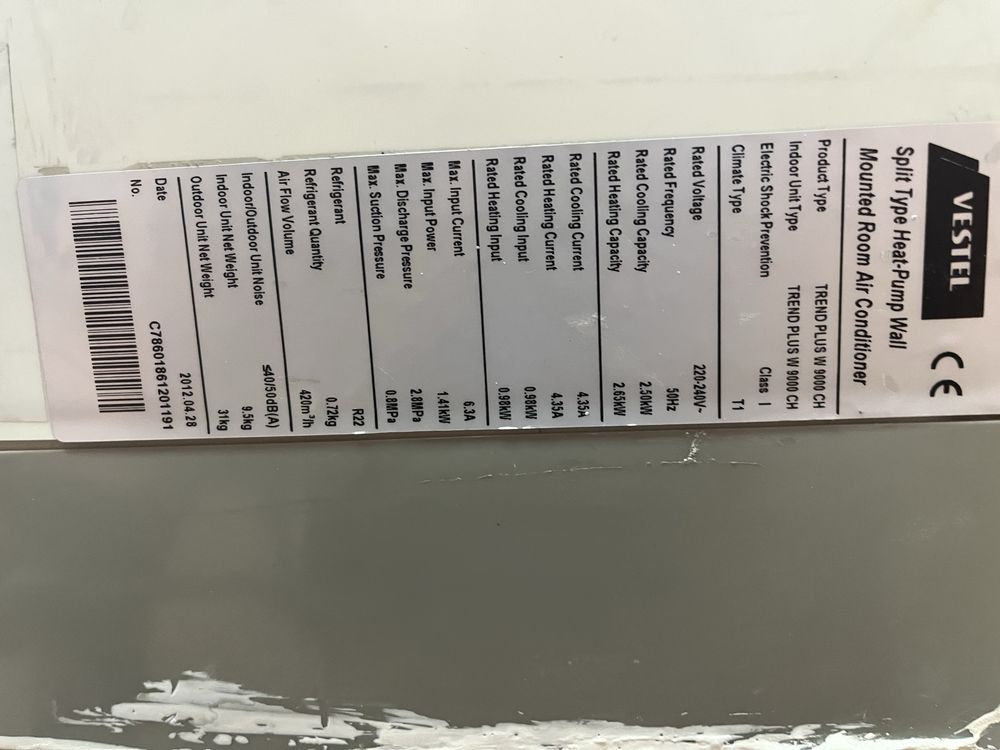 VESTEL
CE
Split Type Heat-Pump Wall
Mounted Room Air Conditioner
Product Type TREND PLUS W 9000 CH
Indoor Unit Type TREND PLUS W 9000 CH
Electric Shock Prevention Class I
Climate Type T1
Rated Voltage 220-240V~
Rated Frequency 50Hz
Rated Cooling Capacity 2.50kW
Rated Heating Capacity 2.65kW
Rated Cooling Current 4.35A
Rated Heating Current 4.35A
Rated Cooling Input 0.98kW
Rated Heating Input 0.98kW
Max. Input Current 6.3A
Max. Input Power 1.41kW
Max. Discharge Pressure 2.8MPa
Max. Suction Pressure 0.8MPa
Refrigerant R22
Refrigerant Quantity 0.72kg
Air Flow Volume 420m³/h
Indoor/Outdoor Unit Noise ≤40/50dB(A)
Indoor Unit Net Weight 9.5kg
Outdoor Unit Net Weight 31kg
Date 2012.04.28
No. C78601861201191